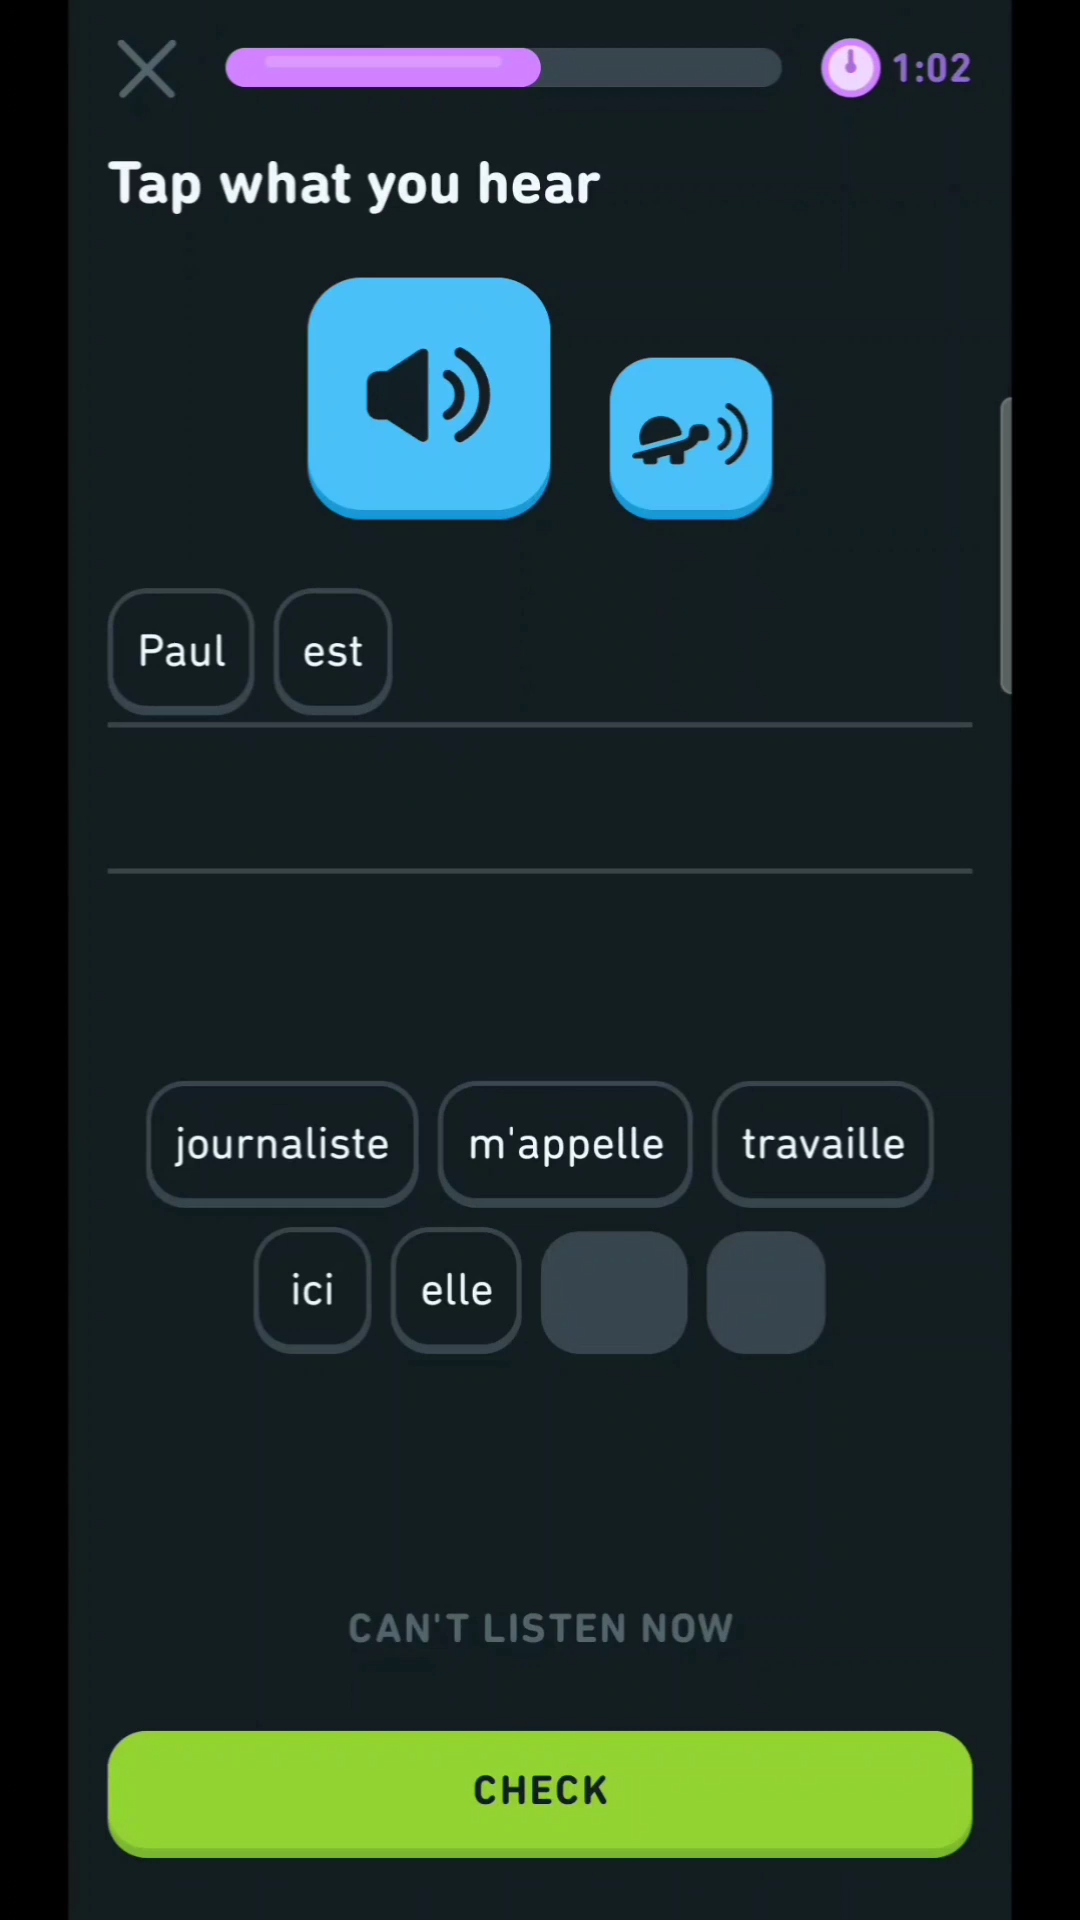 1:02
Tap what you hear
Paul est
journaliste m'appelle travaille
ici elle
CAN'T LISTEN NOW
CHECK